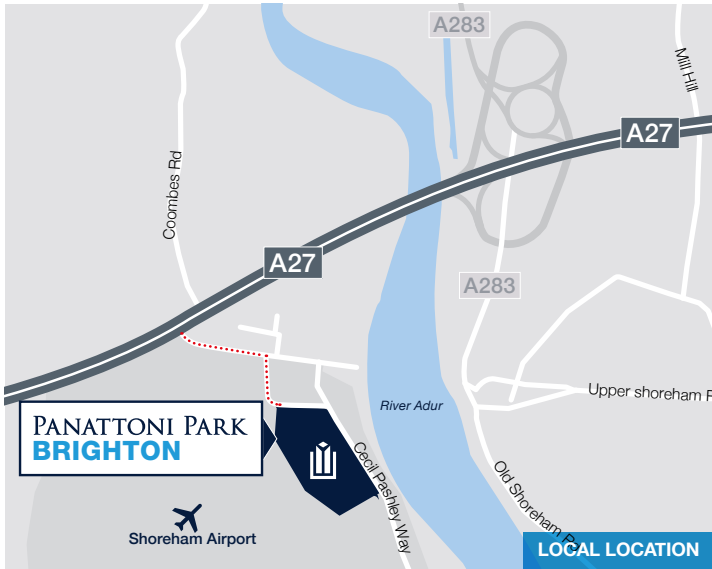 A283
Mill Hill
A27
Coombes Rd
A27
A283
Upper shoreham R
River Adur
PANATTONI PARK
BRIGHTON
Cecil Pashley Way
Old Shoreham Rd
Shoreham Airport
LOCAL LOCATION